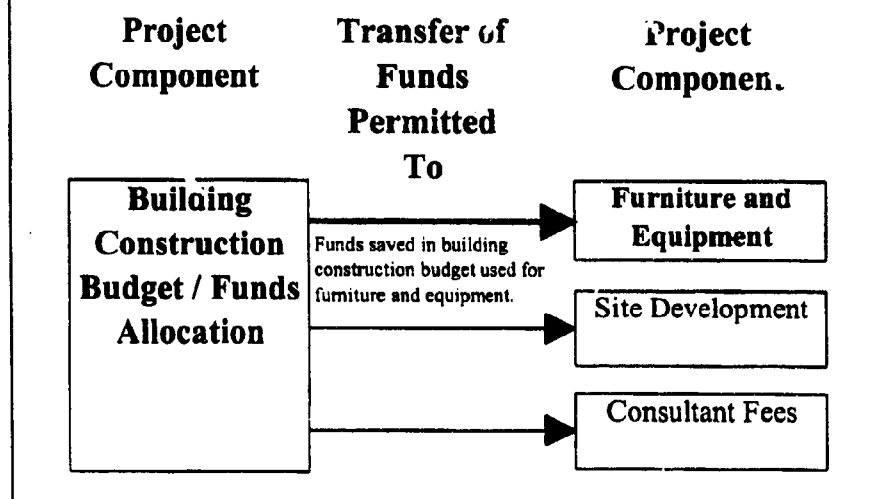 Project
Component
Transfer of
Funds
Permitted
To
Project
Component
Building
Construction
Budget / Funds
Allocation
Funds saved in building
construction budget used for
furniture and equipment.
Furniture and
Equipment
Site Development
Consultant Fees